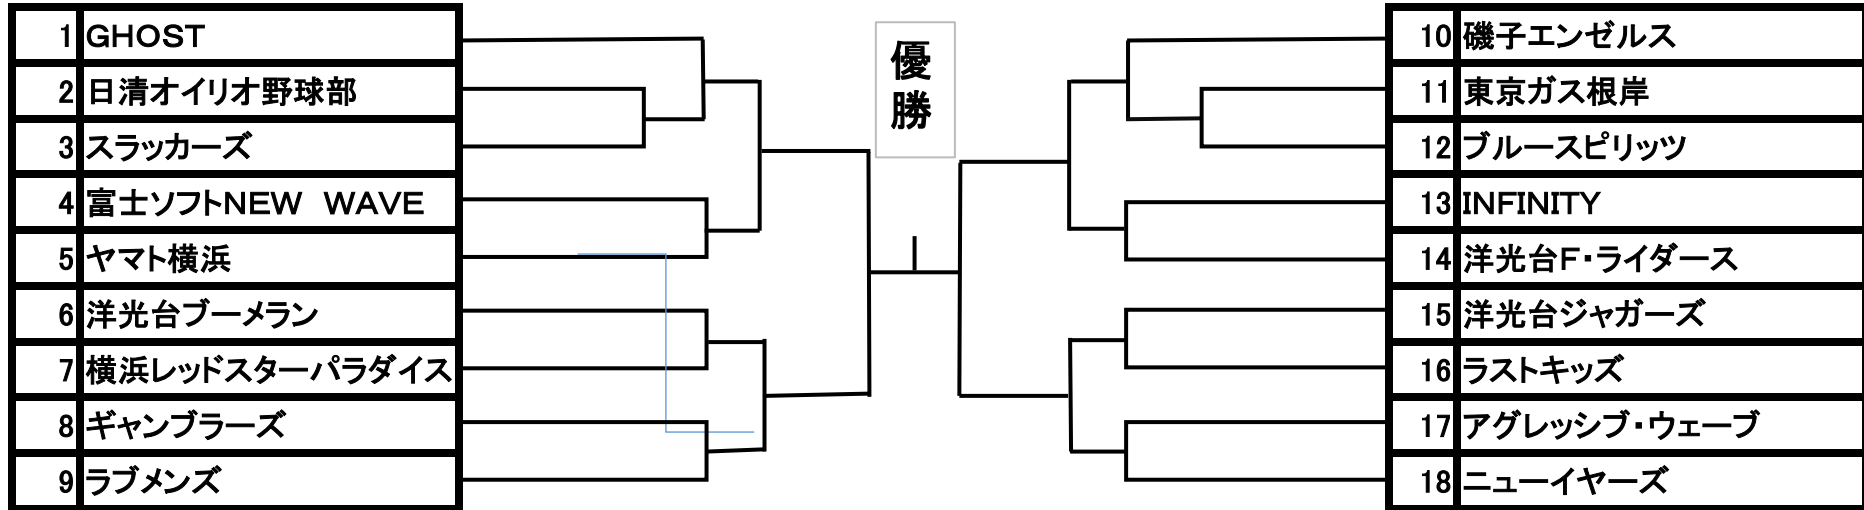 1 GHOST
2 日清オイリオ野球部
3 スラッカーズ
4 富士ソフトNEW　WAVE
5 ヤマト横浜
6 洋光台ブーメラン
7 横浜レッドスターパラダイス
8 ギャンブラーズ
9 ラブメンズ
優
勝
10 磯子エンゼルス
11 東京ガス根岸
12 ブルースピリッツ
13 INFINITY
14 洋光台F・ライダース
15 洋光台ジャガーズ
16 ラストキッズ
17 アグレッシブ・ウェーブ
18 ニューイヤーズ